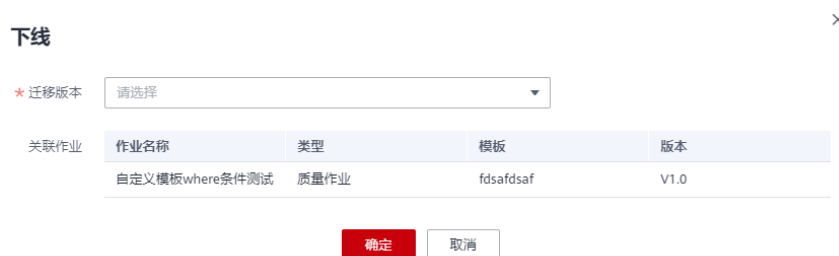 下线
* 迁移版本 请选择
关联作业 作业名称 类型 模板 版本
自定义模板where条件测试 质量作业 fdsafdsaf V1.0
确定 取消